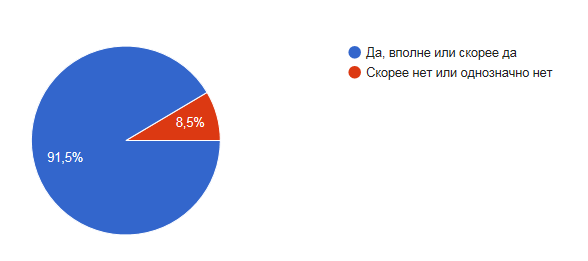 Да, вполне или скорее да
Скорее нет или однозначно нет
8,5%
91,5%